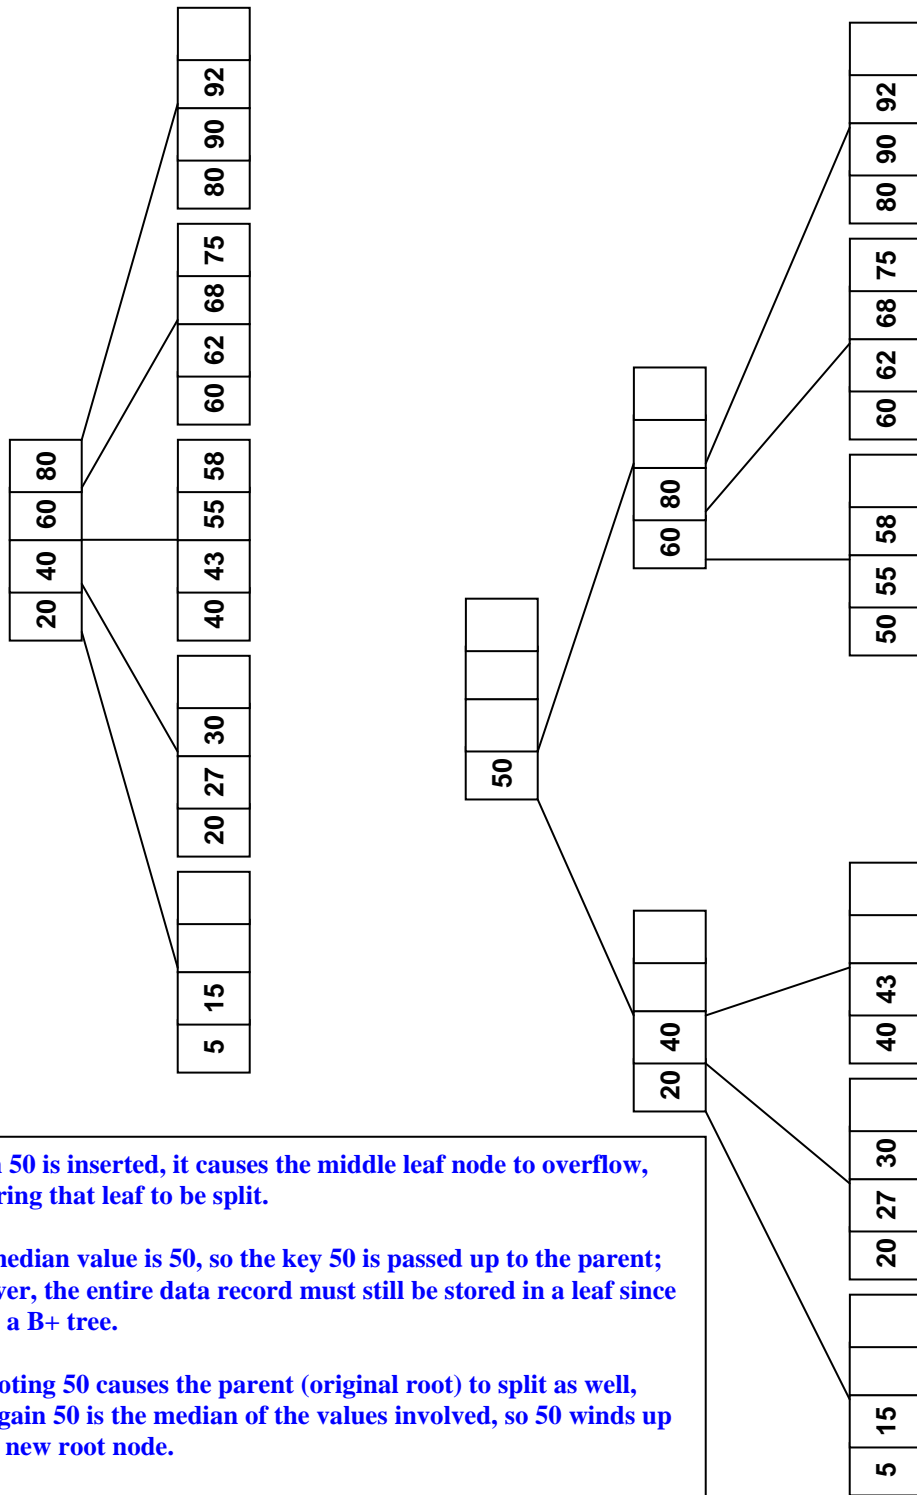 20 40 60 80
5 15 20 27 30 40 43 55 58 60 62 68 75 80 90 92
50
20 40 60 80
5 15 20 27 30 40 43 50 55 58 60 62 68 75 80 90 92
50 is inserted, it causes the middle leaf node to overflow,
ring that leaf to be split.
median value is 50, so the key 50 is passed up to the parent;
ver, the entire data record must still be stored in a leaf since
a B+ tree.
oting 50 causes the parent (original root) to split as well,
gain 50 is the median of the values involved, so 50 winds up
new root node.